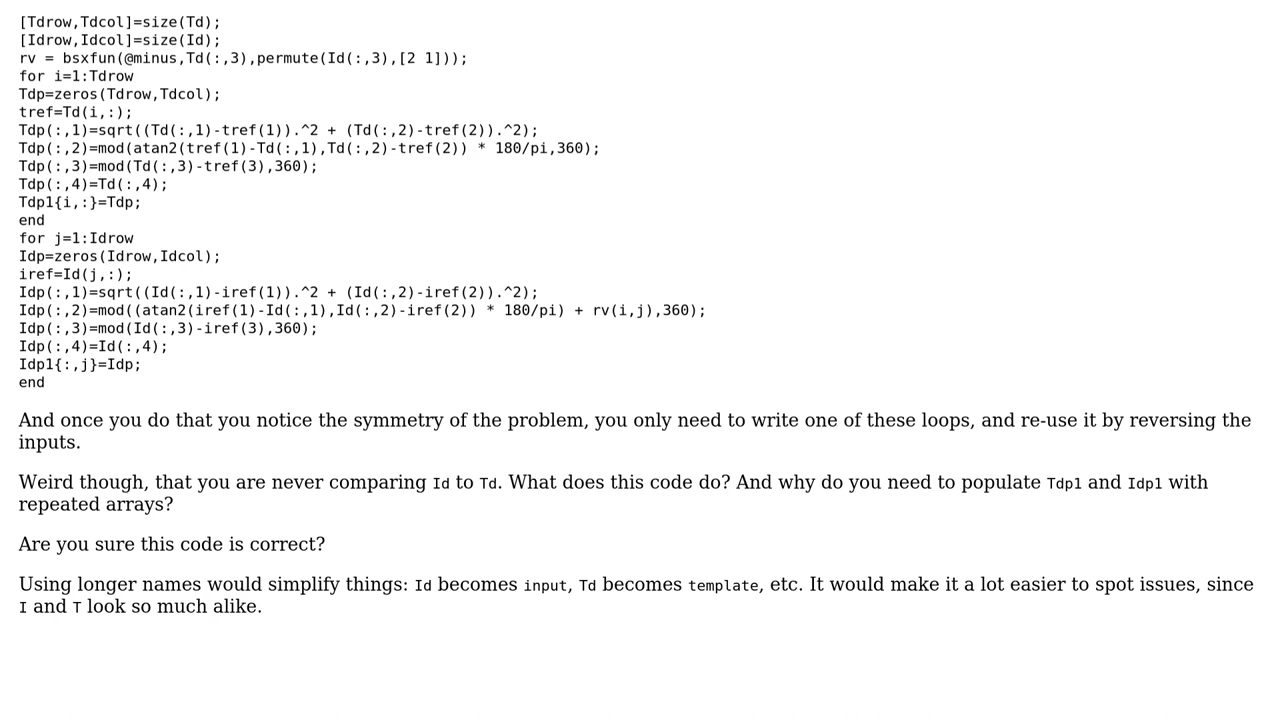 [Tdrow,Tdcol]=size(Td);
[Idrow,Idcol]=size(Id);
rv = bsxfun(@minus,Td(:,3),permute(Id(:,3),[2 1]));
for i=1:Tdrow
Tdp=zeros(Tdrow,Tdcol);
tref=Td(i,:);
Tdp(:,1)=sqrt((Td(:,1)-tref(1)).^2 + (Td(:,2)-tref(2)).^2);
Tdp(:,2)=mod(atan2(tref(1)-Td(:,1),Td(:,2)-tref(2)) * 180/pi,360);
Tdp(:,3)=mod(Td(:,3)-tref(3),360);
Tdp(:,4)=Td(:,4);
Tdp1{i,:}=Tdp;
end
for j=1:Idrow
Idp=zeros(Idrow,Idcol);
iref=Id(j,:);
Idp(:,1)=sqrt((Id(:,1)-iref(1)).^2 + (Id(:,2)-iref(2)).^2);
Idp(:,2)=mod((atan2(iref(1)-Id(:,1),Id(:,2)-iref(2)) * 180/pi) + rv(i,j),360);
Idp(:,3)=mod(Id(:,3)-iref(3),360);
Idp(:,4)=Id(:,4);
Idp1{:,j}=Idp;
end
And once you do that you notice the symmetry of the problem, you only need to write one of these loops, and re-use it by reversing the
inputs.
Weird though, that you are never comparing Id to Td. What does this code do? And why do you need to populate Tdp1 and Idp1 with
repeated arrays?
Are you sure this code is correct?
Using longer names would simplify things: Id becomes input, Td becomes template, etc. It would make it a lot easier to spot issues, since
I and T look so much alike.